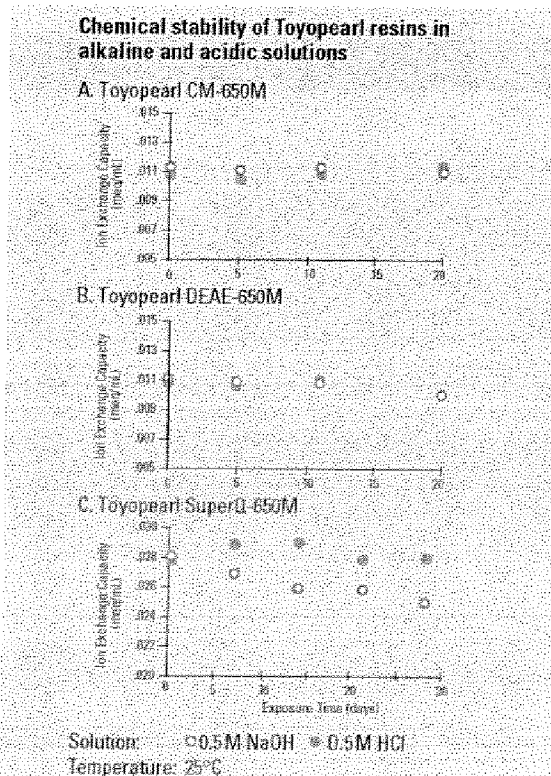 Chemical stability of Toyopearl resins in
alkaline and acidic solutions
A. Toyopearl CM-650M
Ion Exchange Capacity
(meq/mL)
.015
.013
.011
.009
.007
.005
0 5 10 15 20
B. Toyopearl DEAE-650M
Ion Exchange Capacity
(meq/mL)
.015
.013
.011
.009
.007
.005
0 5 10 15 20
C. Toyopearl SuperQ-650M
Ion Exchange Capacity
(meq/mL)
.030
.028
.026
.024
.022
.020
0 5 10 20
Exposure Time (days)
Solution: 0.5M NaOH 0.5M HCl
Temperature: 25°C